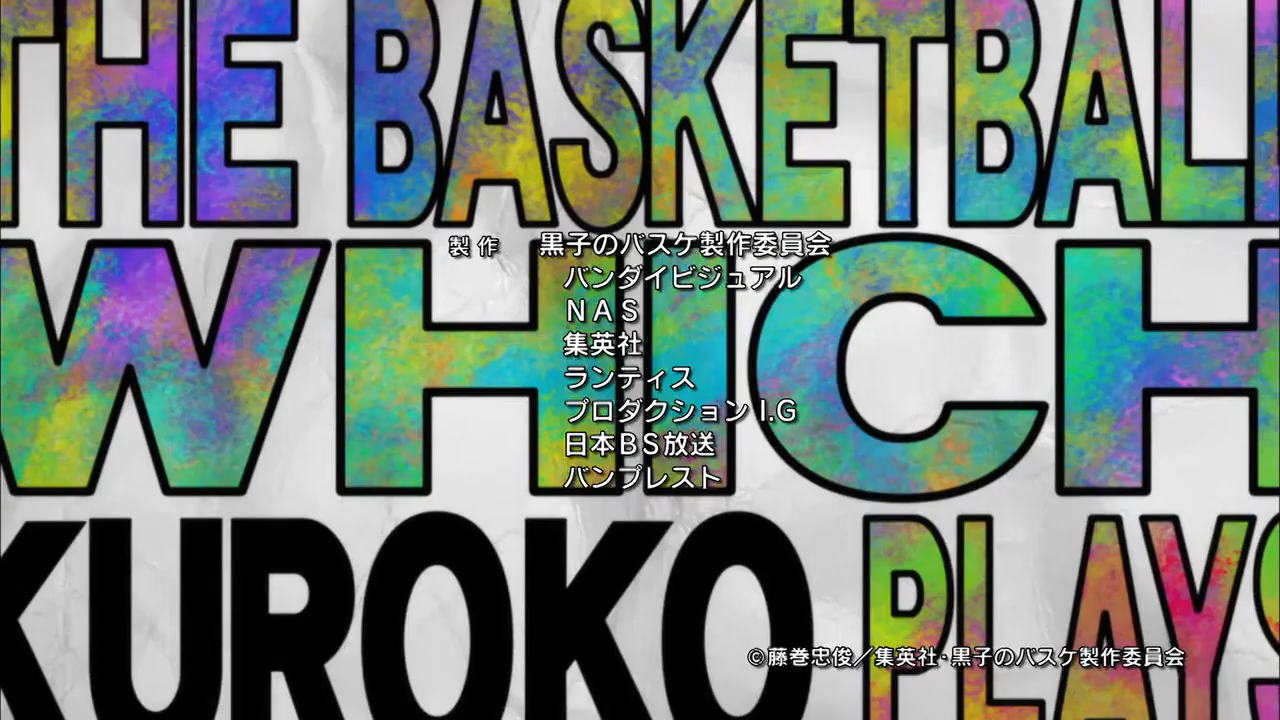 THE BASKETBALL
製作 黒子のバスケ製作委員会
バンダイビジュアル
NAS
集英社
ランティス
プロダクション I.G
日本BS放送
バンプレスト
WHICH
KUROKO PLAYS
©藤巻忠俊／集英社・黒子のバスケ製作委員会